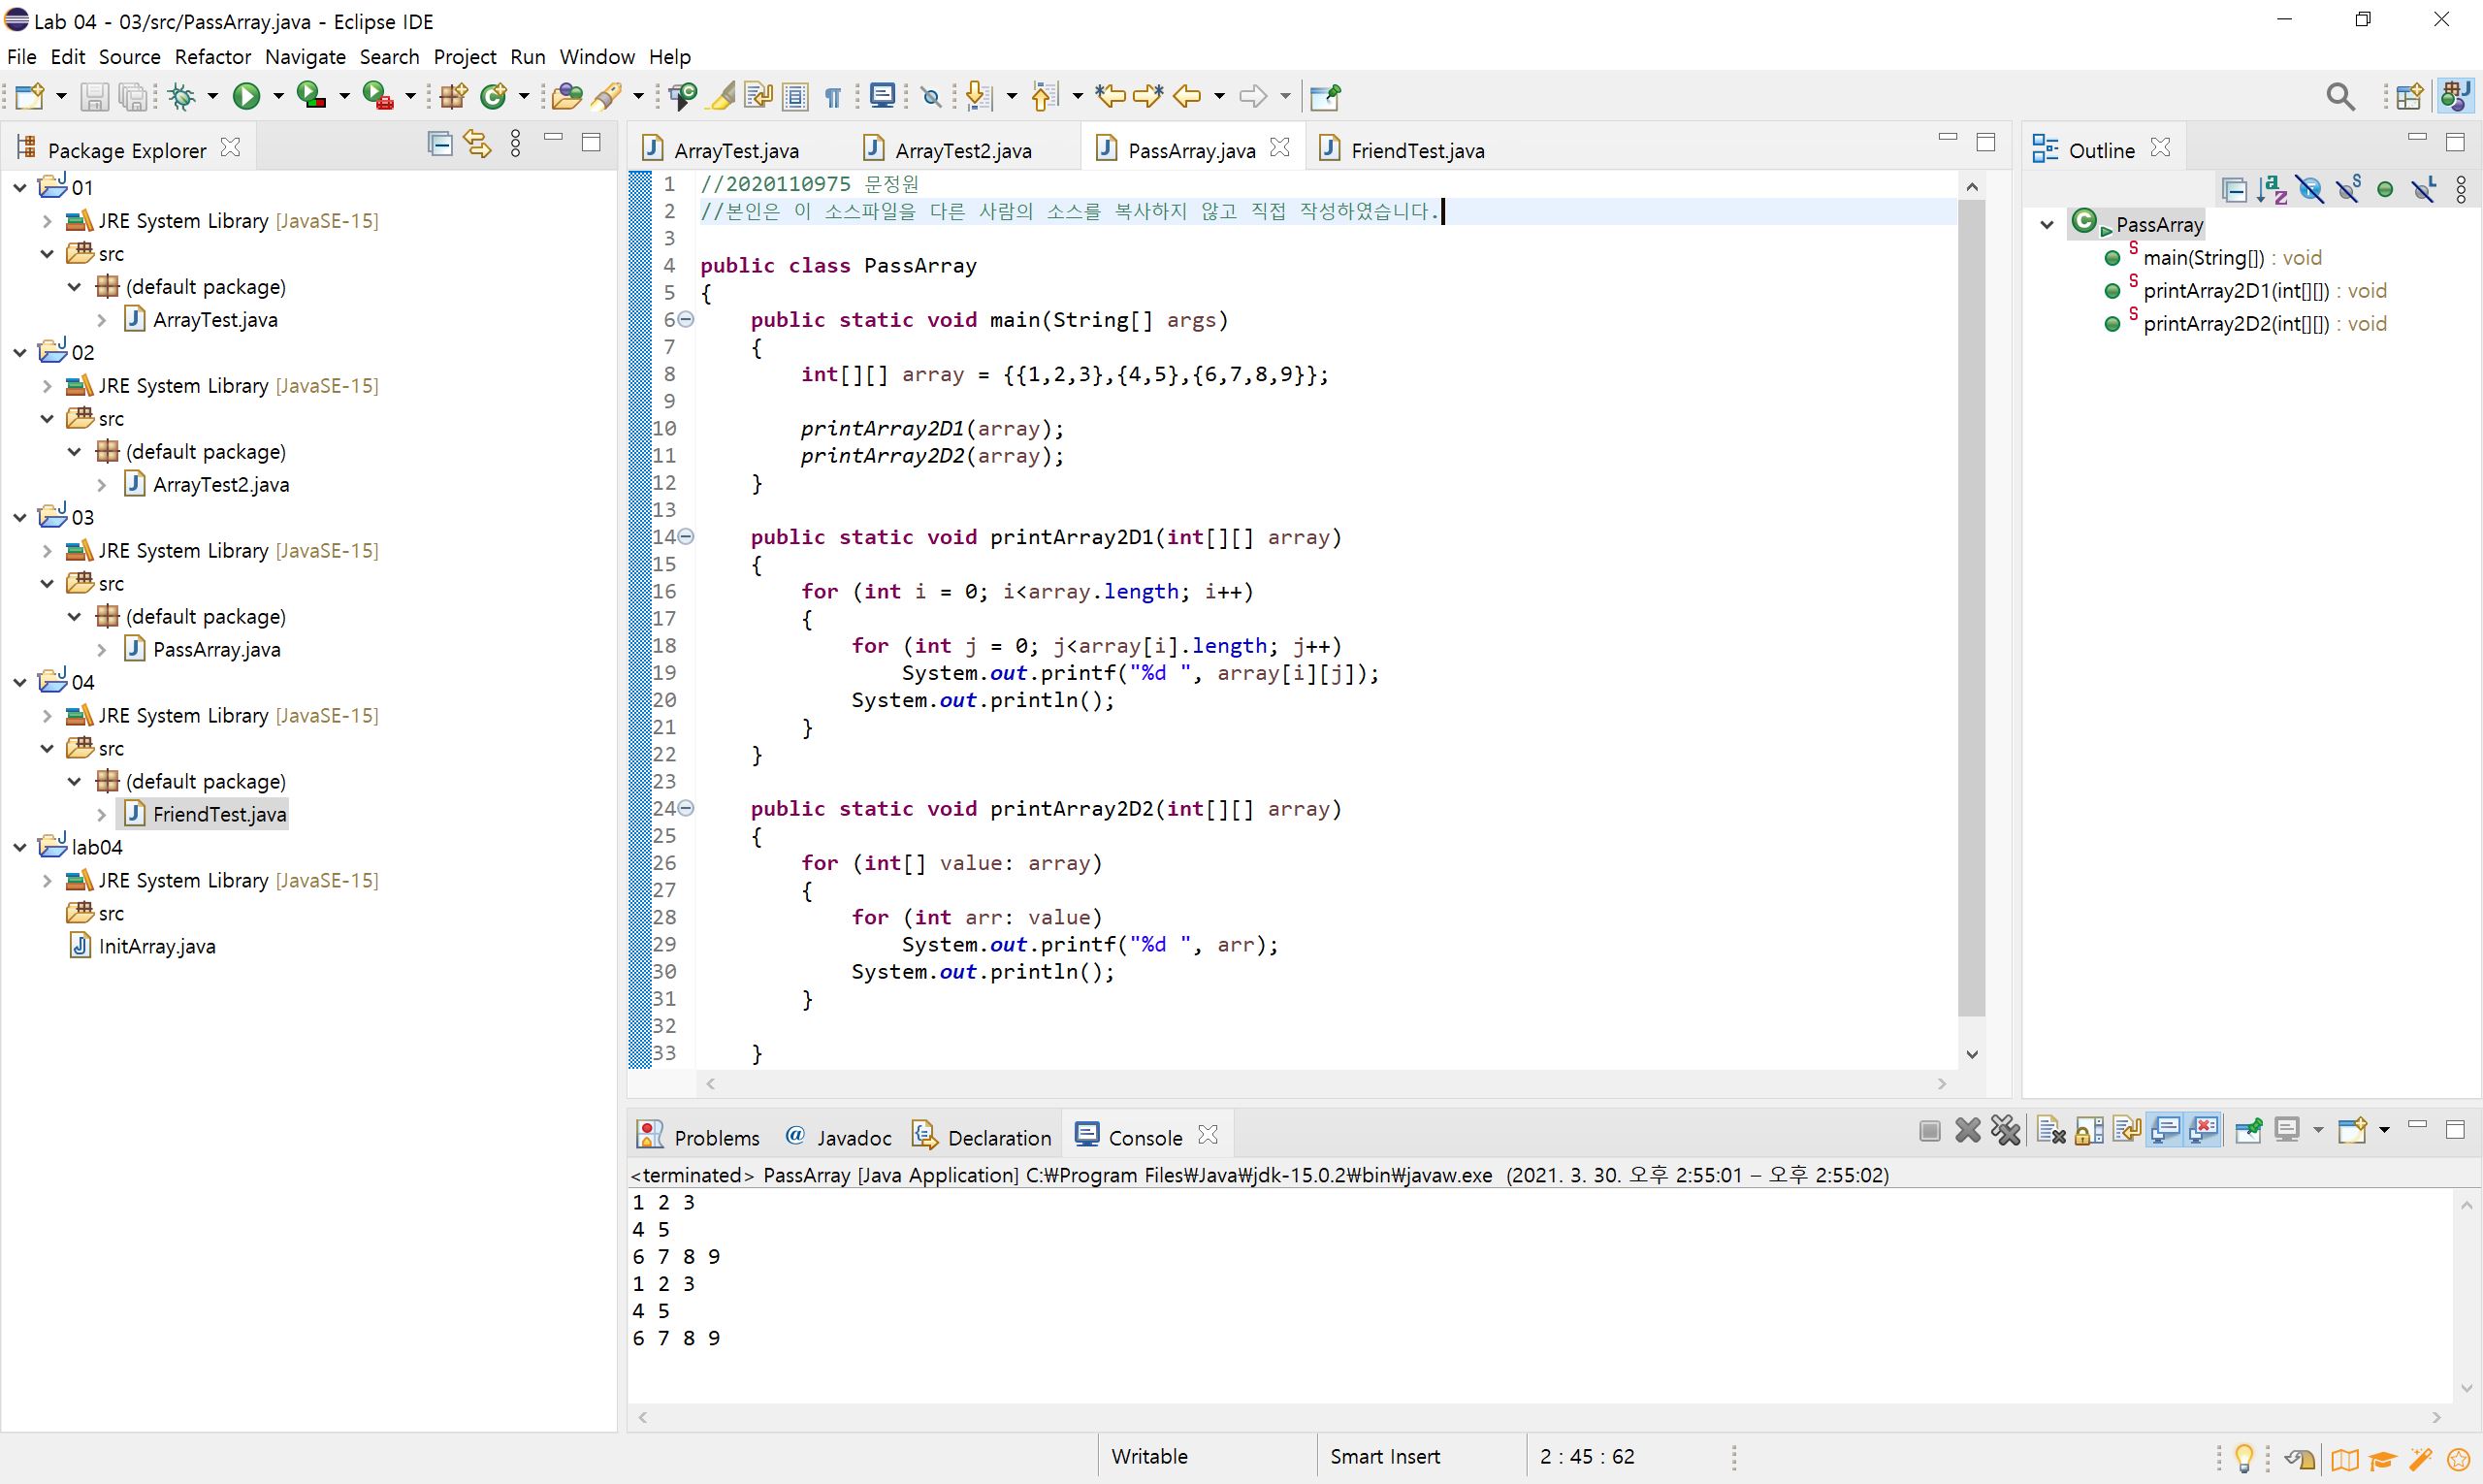 Lab 04 - 03/src/PassArray.java - Eclipse IDE
File Edit Source Refactor Navigate Search Project Run Window Help
Package Explorer
01
JRE System Library [JavaSE-15]
src
(default package)
ArrayTest.java
02
JRE System Library [JavaSE-15]
src
(default package)
ArrayTest2.java
03
JRE System Library [JavaSE-15]
src
(default package)
PassArray.java
04
JRE System Library [JavaSE-15]
src
(default package)
FriendTest.java
lab04
JRE System Library [JavaSE-15]
src
InitArray.java
ArrayTest.java ArrayTest2.java PassArray.java FriendTest.java
1 //2020110975 문정원
2 //본인은 이 소스파일을 다른 사람의 소스를 복사하지 않고 직접 작성하였습니다.
3
4 public class PassArray
5 {
6 public static void main(String[] args)
7 {
8 int[][] array = {{1,2,3},{4,5},{6,7,8,9}};
9
10 printArray2D1(array);
11 printArray2D2(array);
12 }
13
14 public static void printArray2D1(int[][] array)
15 {
16 for (int i = 0; i<array.length; i++)
17 {
18 for (int j = 0; j<array[i].length; j++)
19 System.out.printf("%d ", array[i][j]);
20 System.out.println();
21 }
22 }
23
24 public static void printArray2D2(int[][] array)
25 {
26 for (int[] value: array)
27 {
28 for (int arr: value)
29 System.out.printf("%d ", arr);
30 System.out.println();
31 }
32
33 }
Outline
PassArray
main(String[]) : void
printArray2D1(int[][]) : void
printArray2D2(int[][]) : void
Problems Javadoc Declaration Console
<terminated> PassArray [Java Application] C:₩Program Files₩Java₩jdk-15.0.2₩bin₩javaw.exe (2021. 3. 30. 오후 2:55:01 – 오후 2:55:02)
1 2 3
4 5
6 7 8 9
1 2 3
4 5
6 7 8 9
Writable Smart Insert 2 : 45 : 62